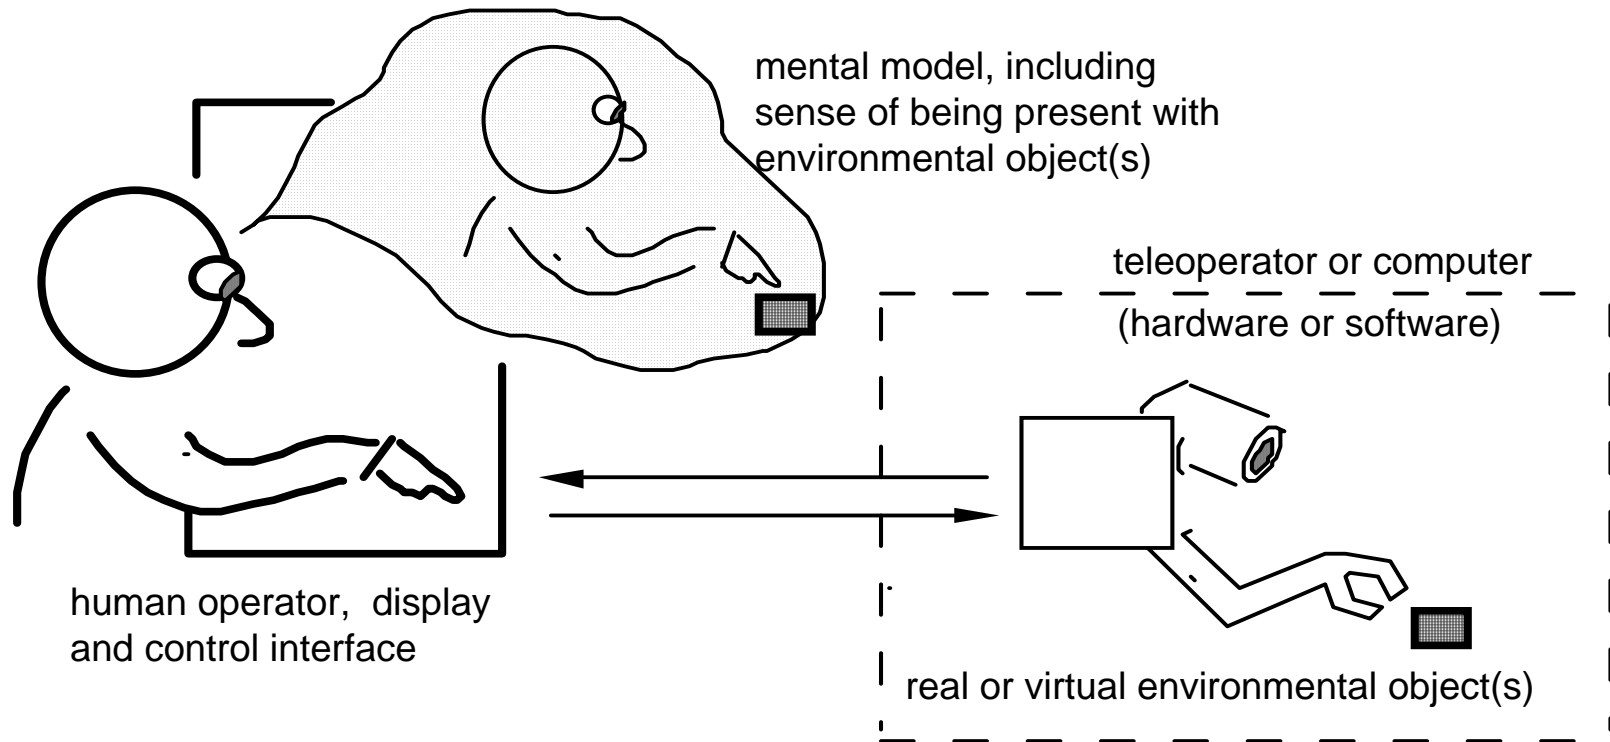 mental model, including
sense of being present with
environmental object(s)
teleoperator or computer
(hardware or software)
human operator,  display
and control interface
real or virtual environmental object(s)